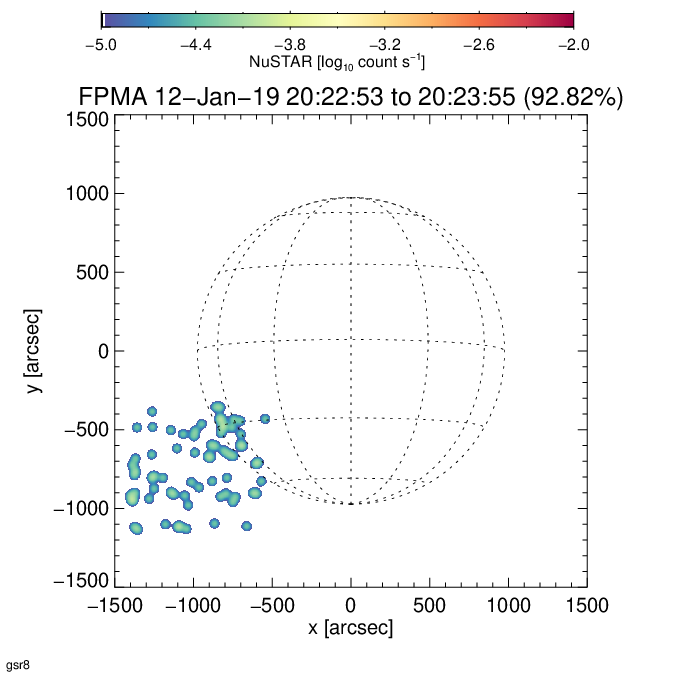 −5.0 −4.4 −3.8 −3.2 −2.6 −2.0
NuSTAR [log10 count s−1]
FPMA 12−Jan−19 20:22:53 to 20:23:55 (92.82%)
1500
1000
500
0
−500
−1000
−1500
y [arcsec]
−1500 −1000 −500 0 500 1000 1500
x [arcsec]
gsr8